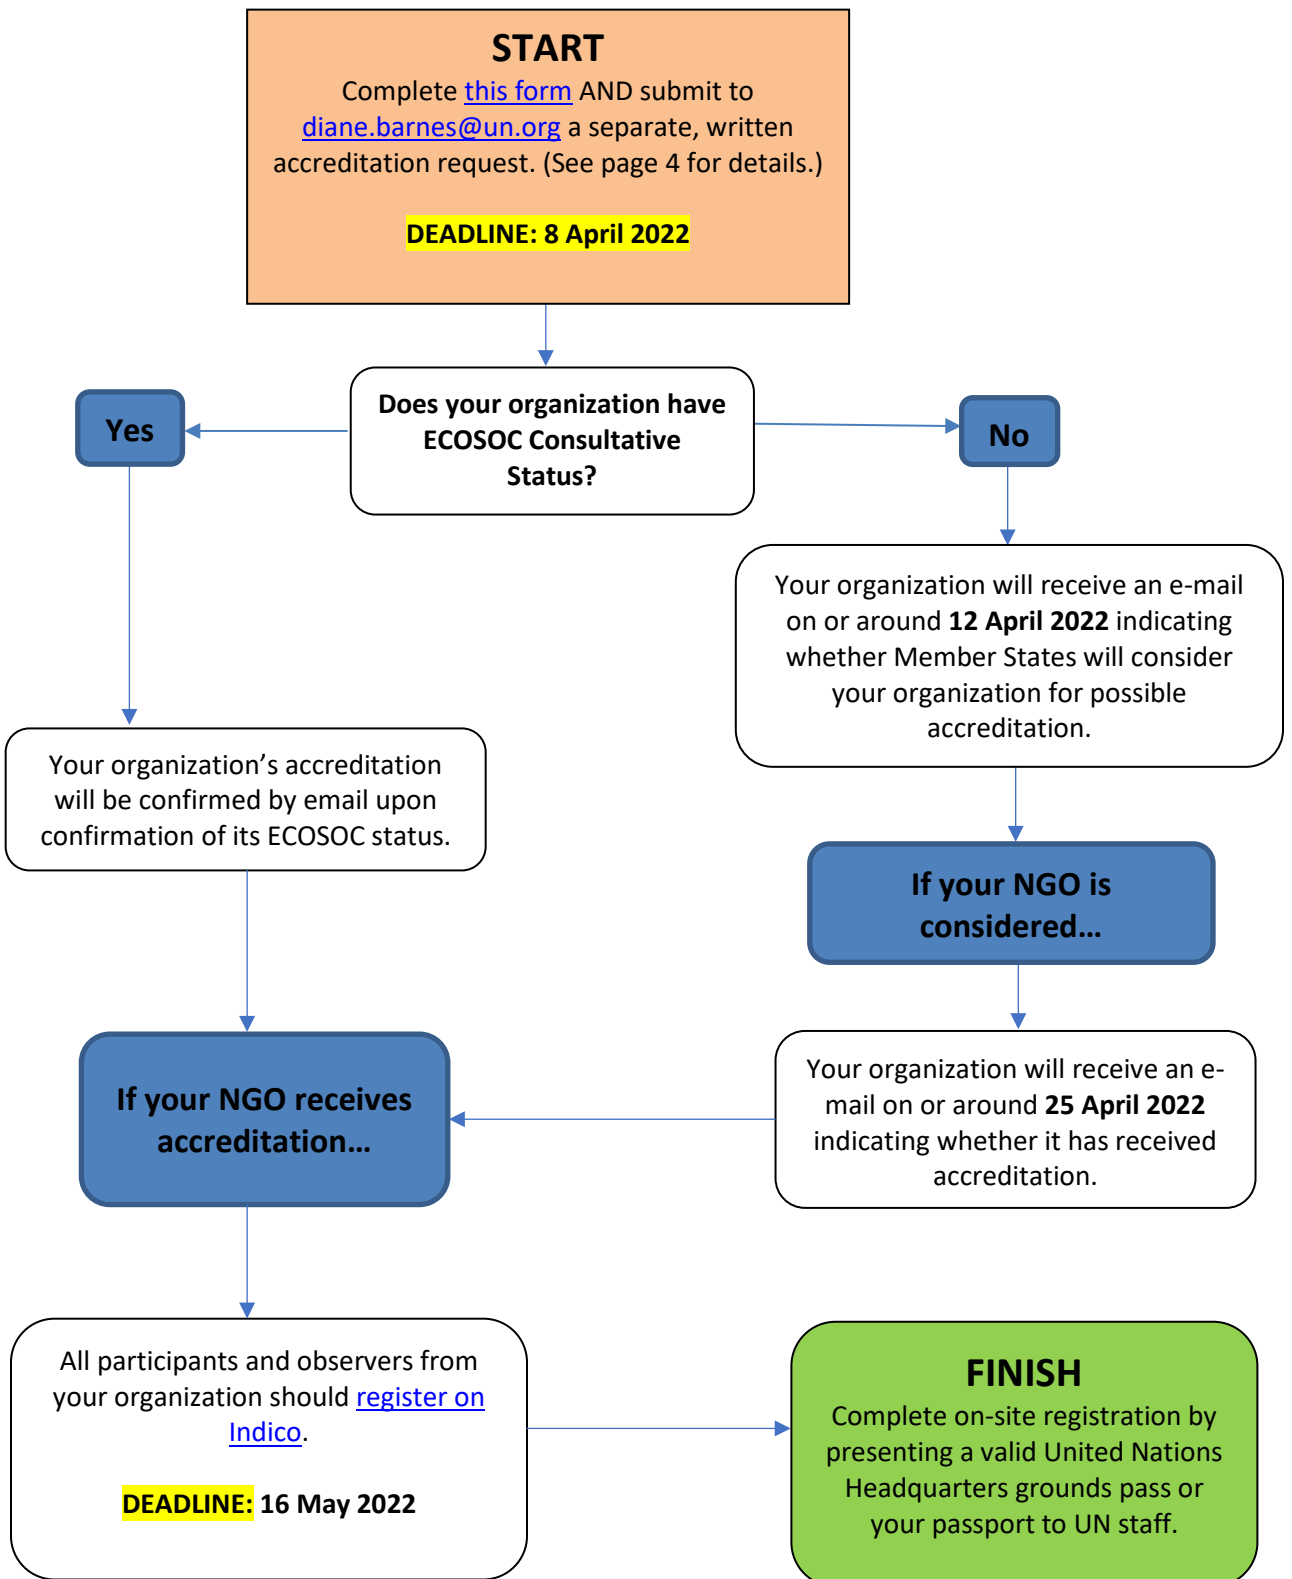 START
Complete this form AND submit to
diane.barnes@un.org a separate, written
accreditation request. (See page 4 for details.)
DEADLINE: 8 April 2022
Does your organization have
ECOSOC Consultative
Status?
Yes
No
Your organization will receive an e-mail
on or around 12 April 2022 indicating
whether Member States will consider
your organization for possible
accreditation.
Your organization’s accreditation
will be confirmed by email upon
confirmation of its ECOSOC status.
If your NGO is
considered…
Your organization will receive an e-
mail on or around 25 April 2022
indicating whether it has received
accreditation.
If your NGO receives
accreditation…
All participants and observers from
your organization should register on
Indico.
DEADLINE: 16 May 2022
FINISH
Complete on-site registration by
presenting a valid United Nations
Headquarters grounds pass or
your passport to UN staff.